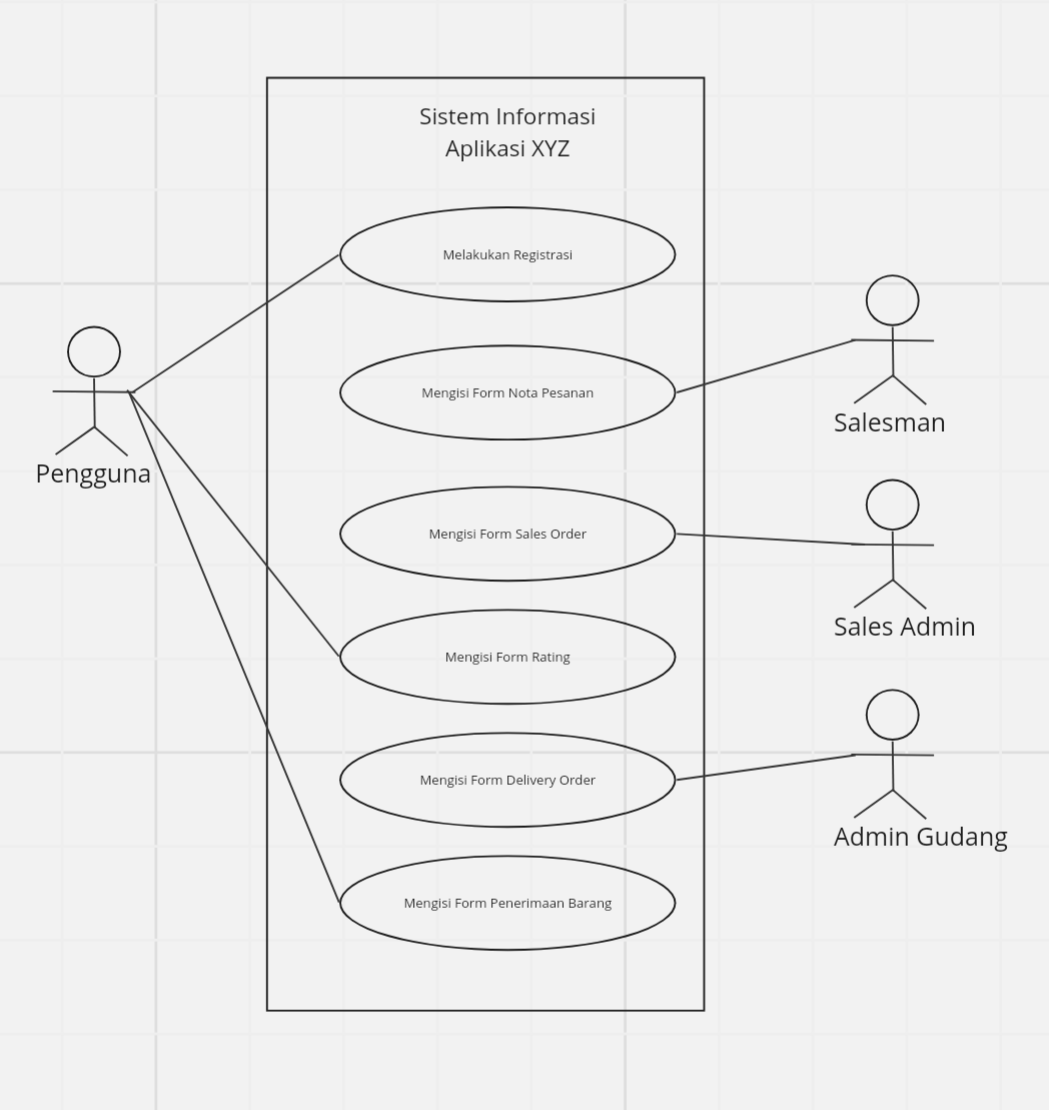 Sistem Informasi
Aplikasi XYZ
Melakukan Registrasi
Mengisi Form Nota Pesanan
Salesman
Pengguna
Mengisi Form Sales Order
Sales Admin
Mengisi Form Rating
Mengisi Form Delivery Order
Admin Gudang
Mengisi Form Penerimaan Barang